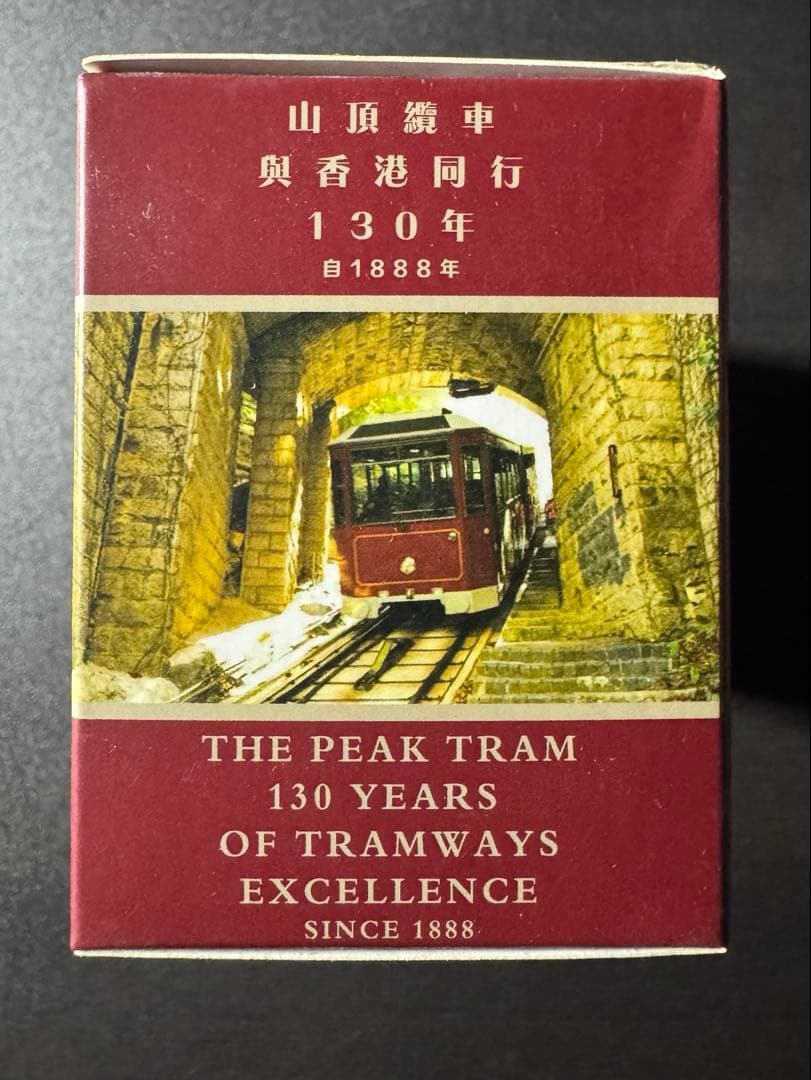 山頂纜車
與香港同行
130年
自1888年
THE PEAK TRAM
130 YEARS
OF TRAMWAYS
EXCELLENCE
SINCE 1888